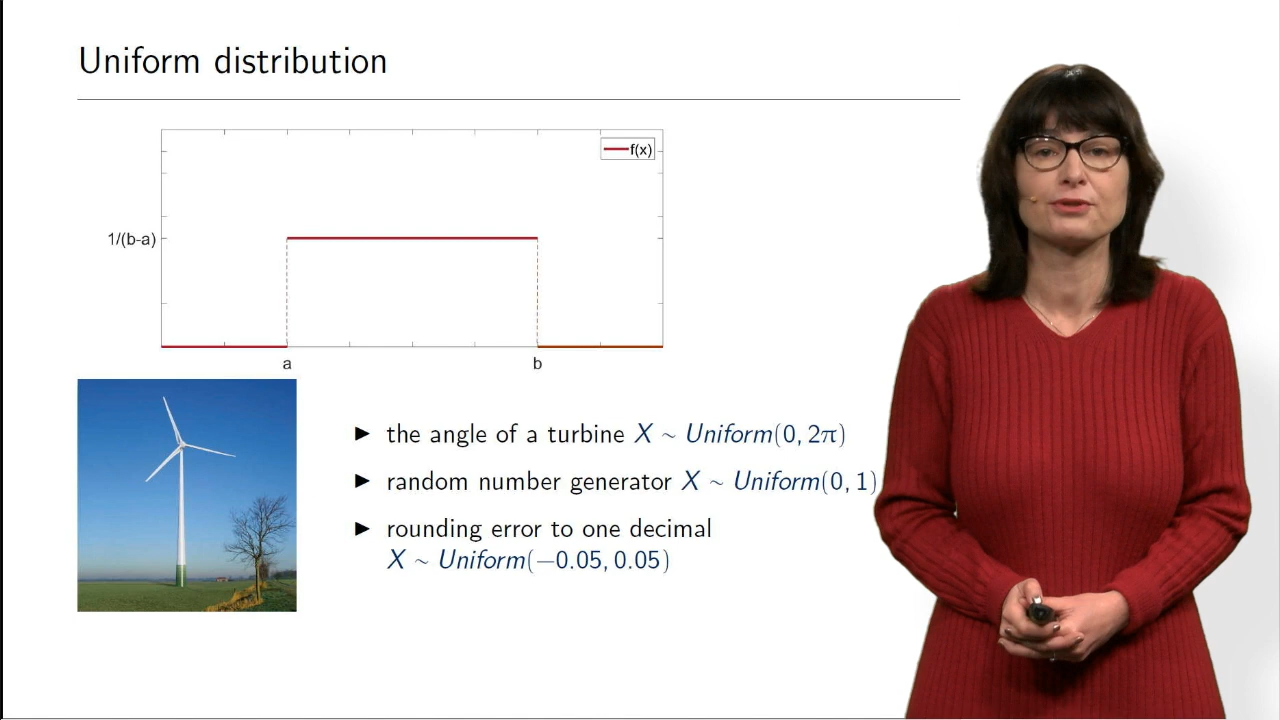 Uniform distribution
f(x)
1/(b-a)
a b
▶ the angle of a turbine X ~ Uniform(0, 2π)
▶ random number generator X ~ Uniform(0, 1)
▶ rounding error to one decimal
X ~ Uniform(−0.05, 0.05)